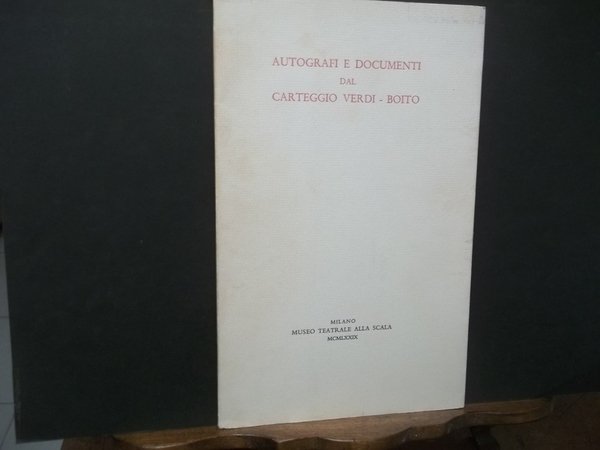 AUTOGRAFI E DOCUMENTI
DAL
CARTEGGIO VERDI - BOITO
MILANO
MUSEO TEATRALE ALLA SCALA
MCMLXXIX